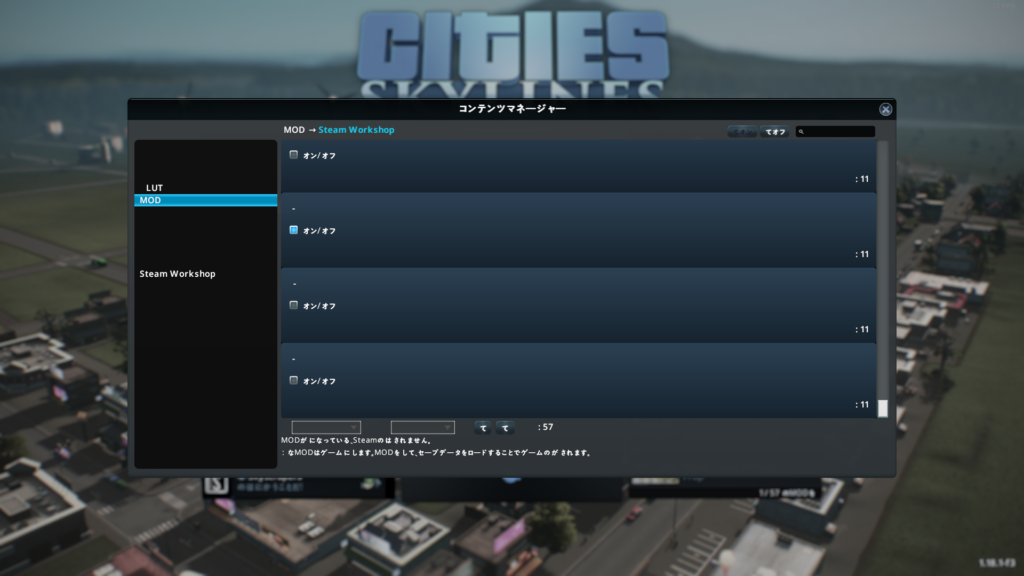 CITIES
SKYLINES
コンテンツマネージャー
MOD → Steam Workshop
てオフ
オン/オフ
: 11
LUT
MOD
-
オン/オフ
: 11
Steam Workshop
-
オン/オフ
: 11
-
オン/オフ
: 11
て て : 57
MODが になっている,Steamのは されません。
: なMODはゲームにします。MODをして、セーブデータをロードすることでゲームのが されます。
1/57